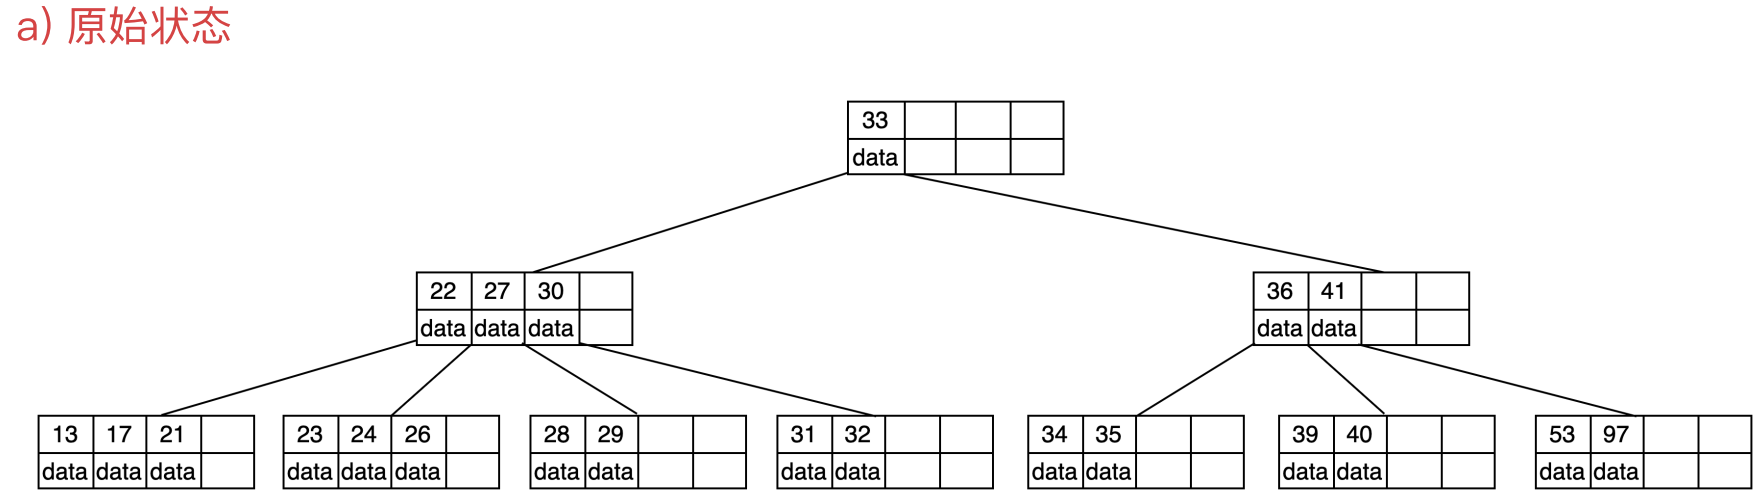 a) 原始状态
33
data
22 27 30
data data data
36 41
data data
13 17 21
data data data
23 24 26
data data data
28 29
data data
31 32
data data
34 35
data data
39 40
data data
53 97
data data